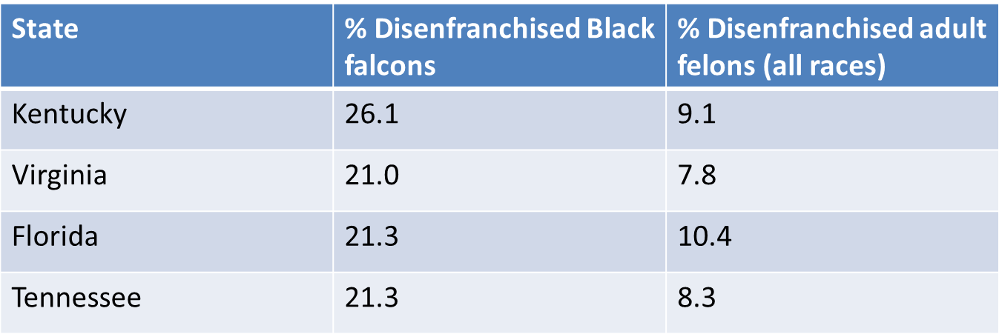 State
% Disenfranchised Black
falcons
% Disenfranchised adult
felons (all races)
Kentucky 26.1 9.1
Virginia 21.0 7.8
Florida 21.3 10.4
Tennessee 21.3 8.3